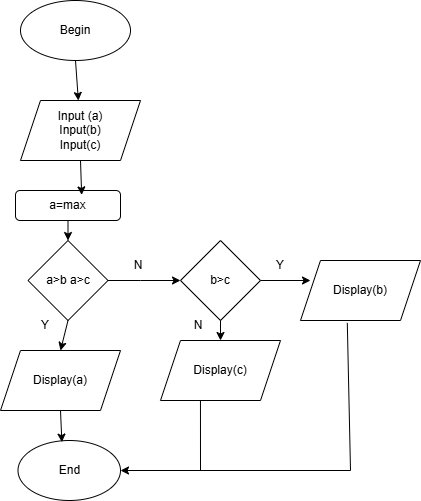 Begin
Input (a)
Input(b)
Input(c)
a=max
a>b a>c
N
b>c
Y
Display(b)
Y
N
Display(a)
Display(c)
End